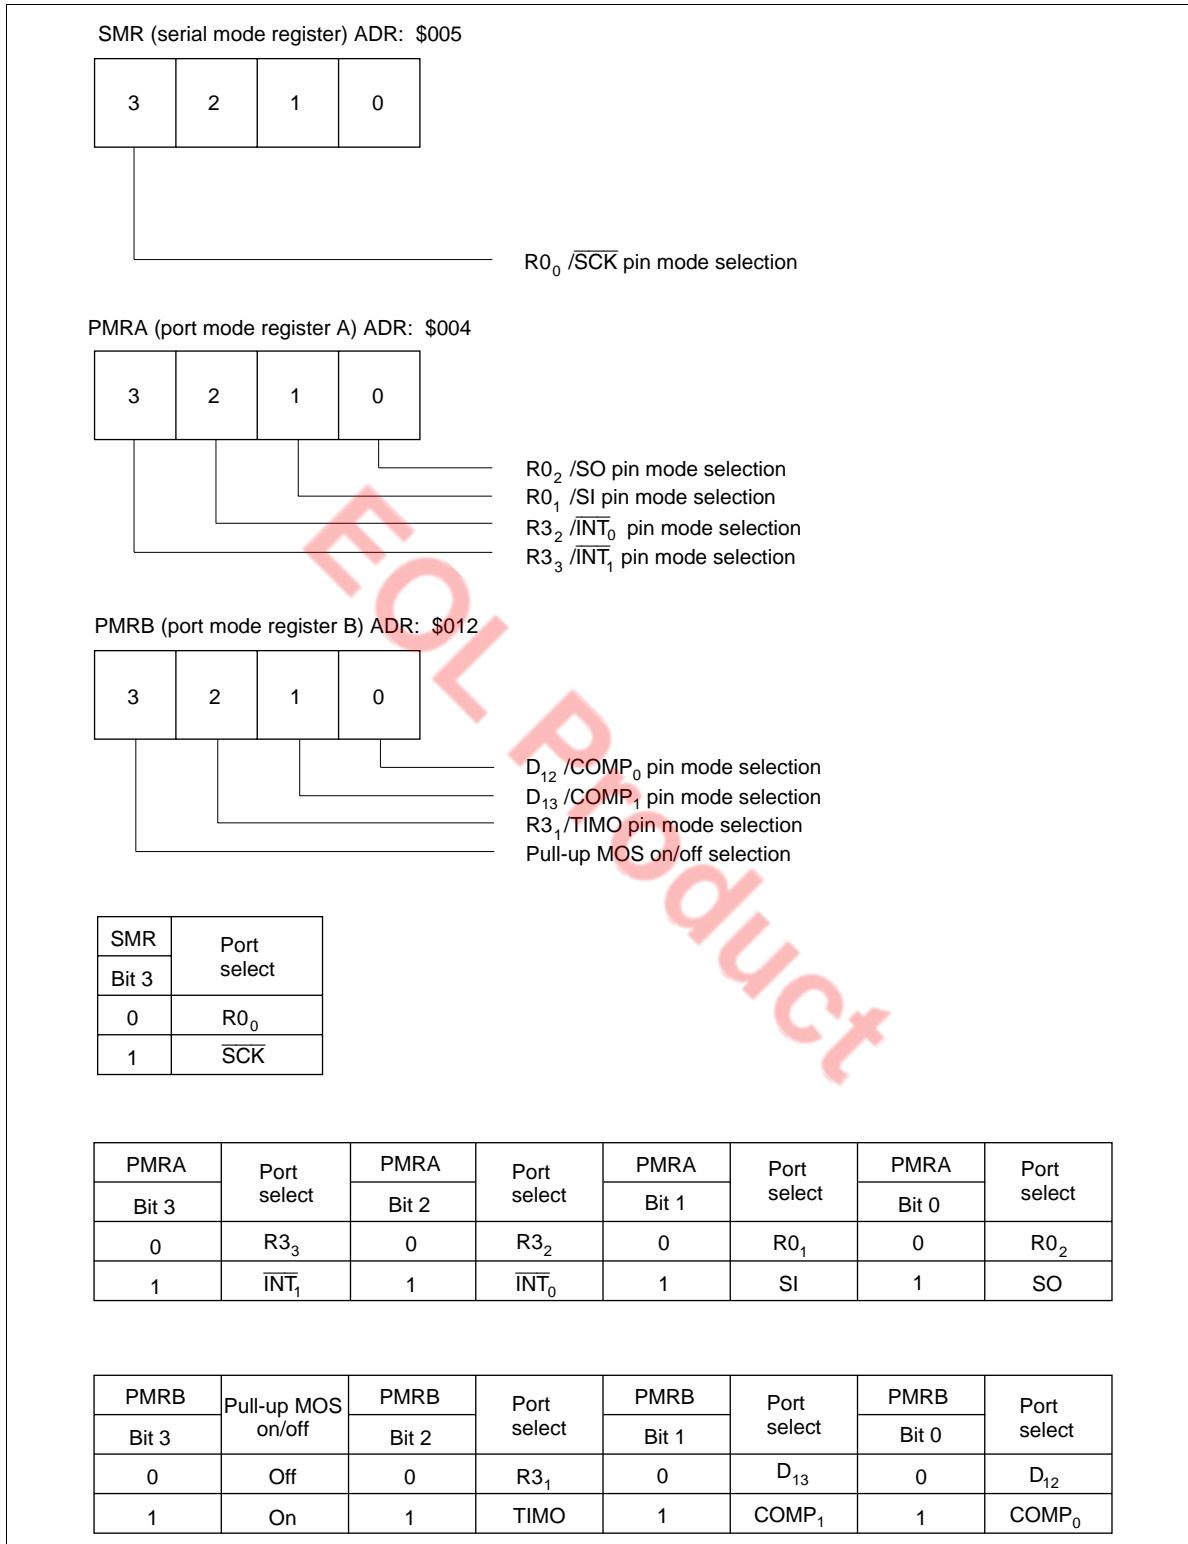 SMR (serial mode register) ADR: $005
3 2 1 0
R0₀ /S̅C̅K̅ pin mode selection
PMRA (port mode register A) ADR: $004
3 2 1 0
R0₂ /SO pin mode selection
R0₁ /SI pin mode selection
R3₂ /I̅N̅T̅₀ pin mode selection
R3₃ /I̅N̅T̅₁ pin mode selection
PMRB (port mode register B) ADR: $012
3 2 1 0
D₁₂ /COMP₀ pin mode selection
D₁₃ /COMP₁ pin mode selection
R3₁/TIMO pin mode selection
Pull-up MOS on/off selection
EOL Product
SMR Port select
Bit 3
0 R0₀
1 S̅C̅K̅
PMRA Port select PMRA Port select PMRA Port select PMRA Port select
Bit 3 Bit 2 Bit 1 Bit 0
0 R3₃ 0 R3₂ 0 R0₁ 0 R0₂
1 I̅N̅T̅₁ 1 I̅N̅T̅₀ 1 SI 1 SO
PMRB Pull-up MOS on/off PMRB Port select PMRB Port select PMRB Port select
Bit 3 Bit 2 Bit 1 Bit 0
0 Off 0 R3₁ 0 D₁₃ 0 D₁₂
1 On 1 TIMO 1 COMP₁ 1 COMP₀